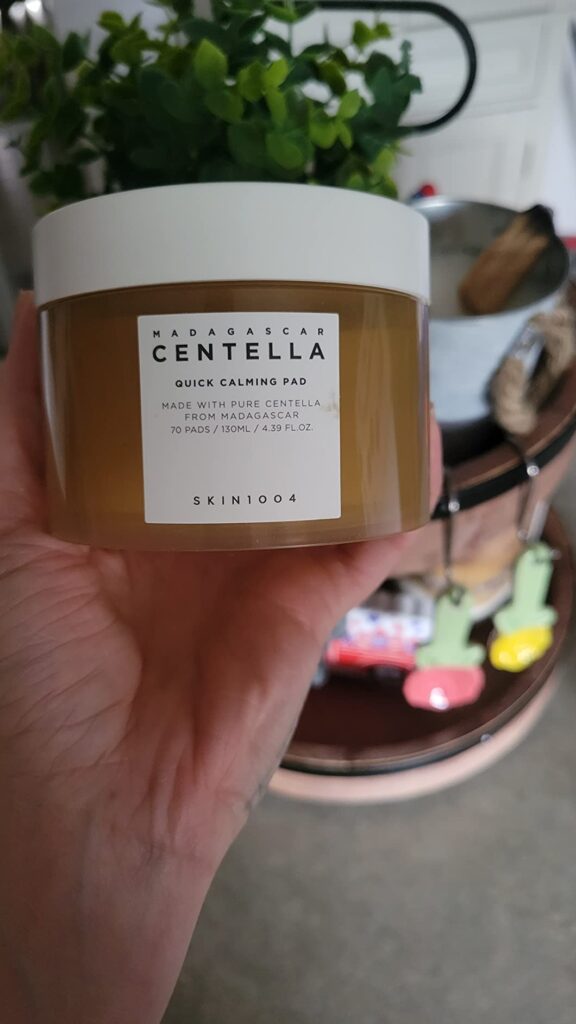 MADAGASCAR
CENTELLA
QUICK CALMING PAD
MADE WITH PURE CENTELLA
FROM MADAGASCAR
70 PADS / 130ML / 4.39 FL.OZ.
SKIN1004